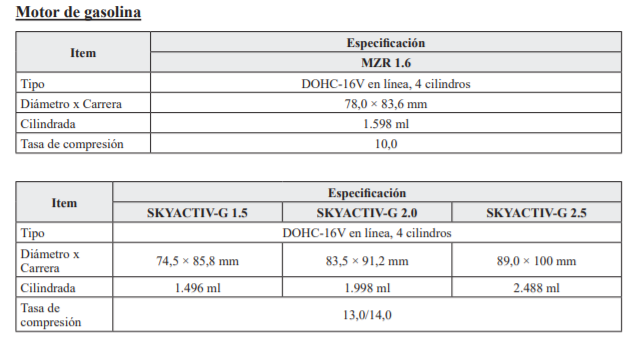 Motor de gasolina
Item
Especificación
MZR 1.6
Tipo
DOHC-16V en línea, 4 cilindros
Diámetro x Carrera
78,0 × 83,6 mm
Cilindrada
1.598 ml
Tasa de compresión
10,0
Item
Especificación
SKYACTIV-G 1.5
SKYACTIV-G 2.0
SKYACTIV-G 2.5
Tipo
DOHC-16V en línea, 4 cilindros
Diámetro x
Carrera
74,5 × 85,8 mm
83,5 × 91,2 mm
89,0 × 100 mm
Cilindrada
1.496 ml
1.998 ml
2.488 ml
Tasa de
compresión
13,0/14,0